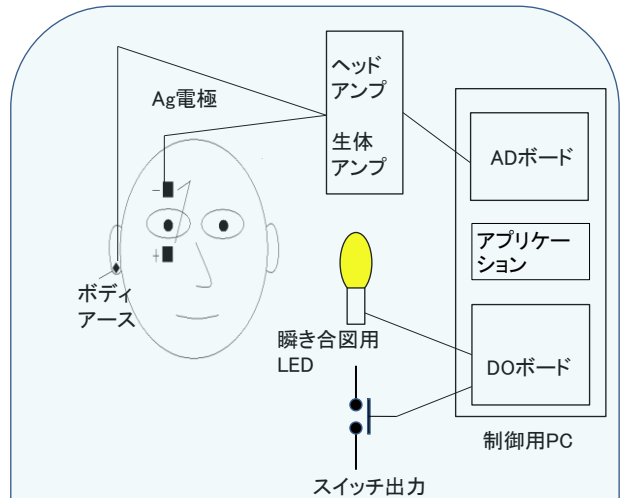 ヘッド
アンプ
生体
アンプ
Ag電極
ADボード
アプリケー
ション
−
+
ボディ
アース
瞬き合図用
LED
DOボード
制御用PC
スイッチ出力